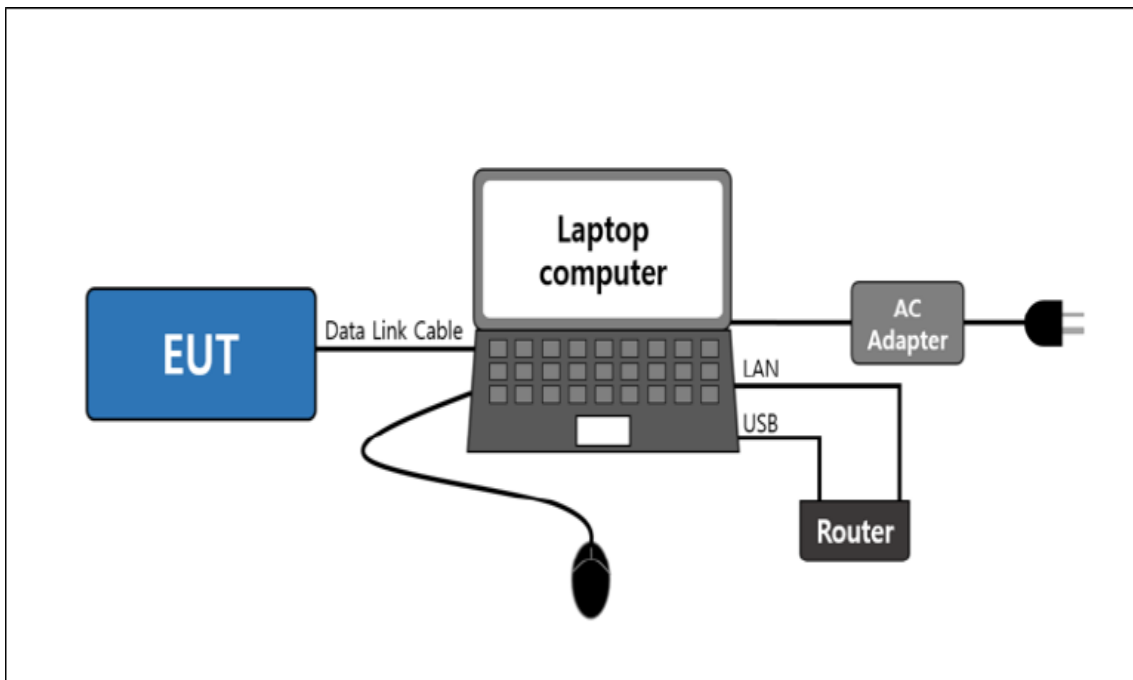 Laptop
computer
EUT
Data Link Cable
AC
Adapter
LAN
USB
Router